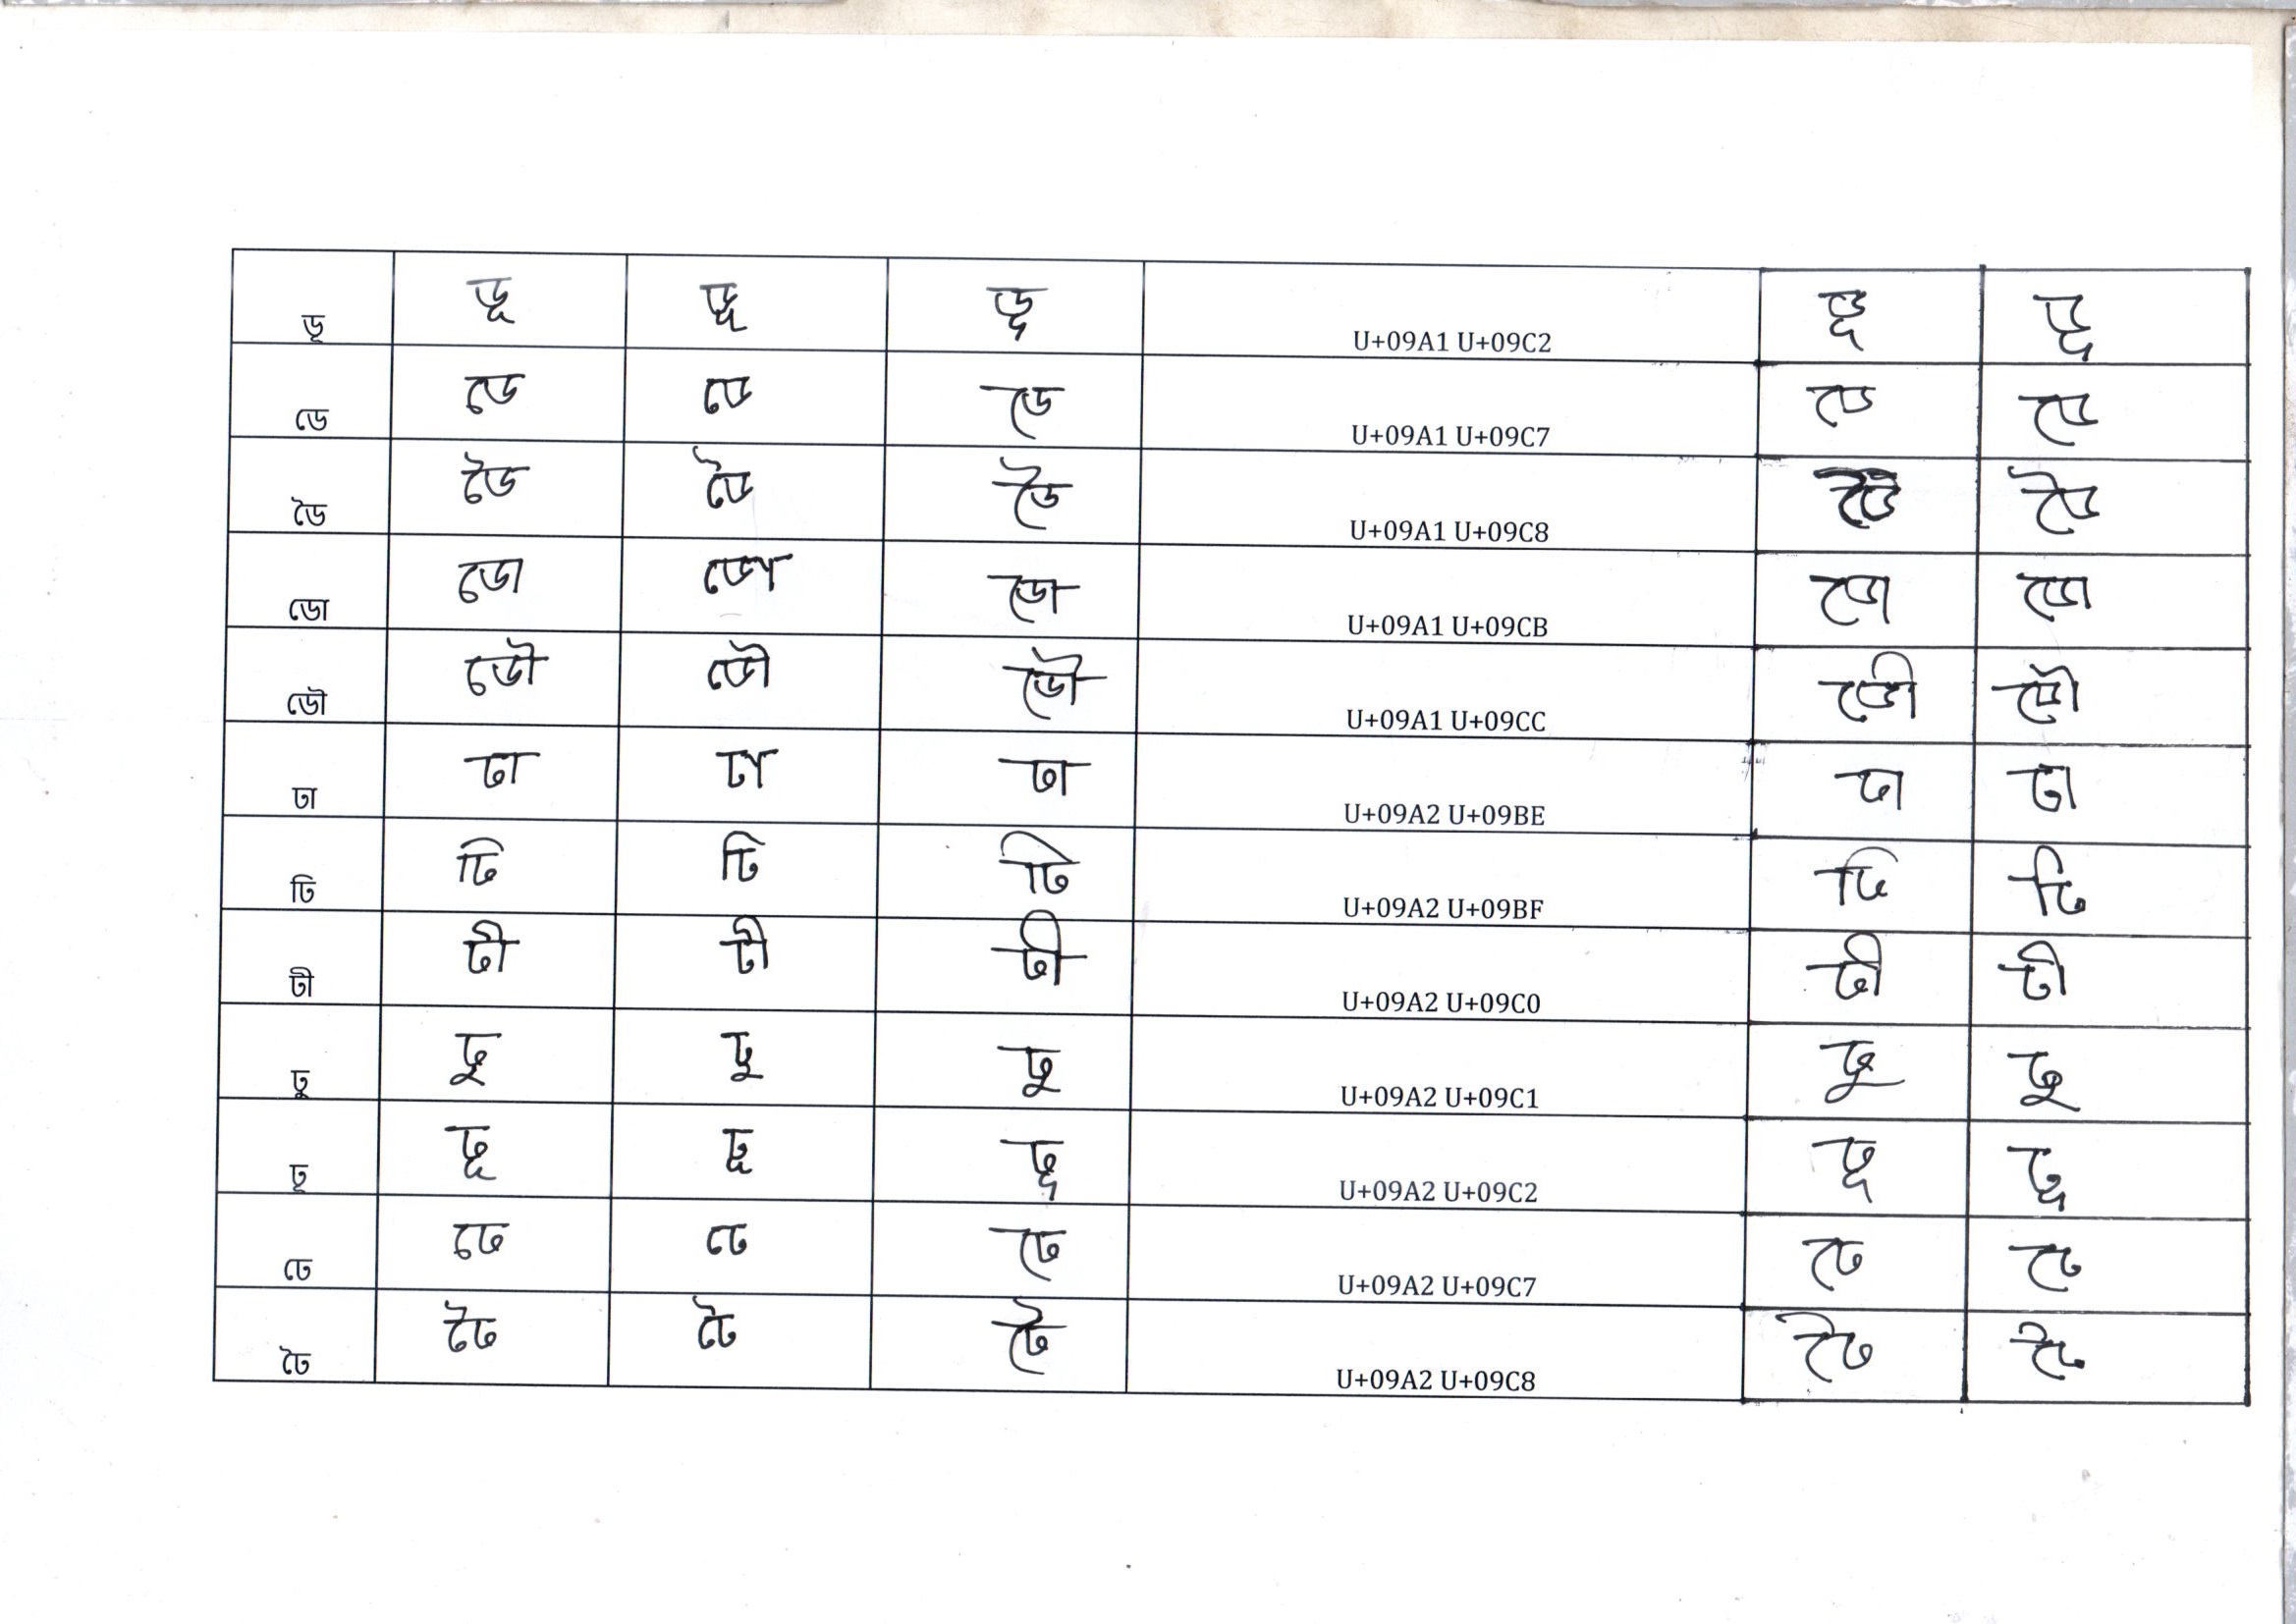 ডূ ডূ ডূ ডূ U+09A1 U+09C2 ডূ ডূ
ডে ডে ডে ডে U+09A1 U+09C7 ডে ডে
ডৈ ডৈ ডৈ ডৈ U+09A1 U+09C8 ডৈ ডৈ
ডো ডো ডো ডো U+09A1 U+09CB ডো ডো
ডৌ ডৌ ডৌ ডৌ U+09A1 U+09CC ডৌ ডৌ
ঢা ঢা ঢা ঢা U+09A2 U+09BE ঢা ঢা
ঢি ঢি ঢি ঢি U+09A2 U+09BF ঢি ঢি
ঢী ঢী ঢী ঢী U+09A2 U+09C0 ঢী ঢী
ঢু ঢু ঢু ঢু U+09A2 U+09C1 ঢু ঢু
ঢূ ঢূ ঢূ ঢূ U+09A2 U+09C2 ঢূ ঢূ
ঢে ঢে ঢে ঢে U+09A2 U+09C7 ঢে ঢে
ঢৈ ঢৈ ঢৈ ঢৈ U+09A2 U+09C8 ঢৈ ঢৈ